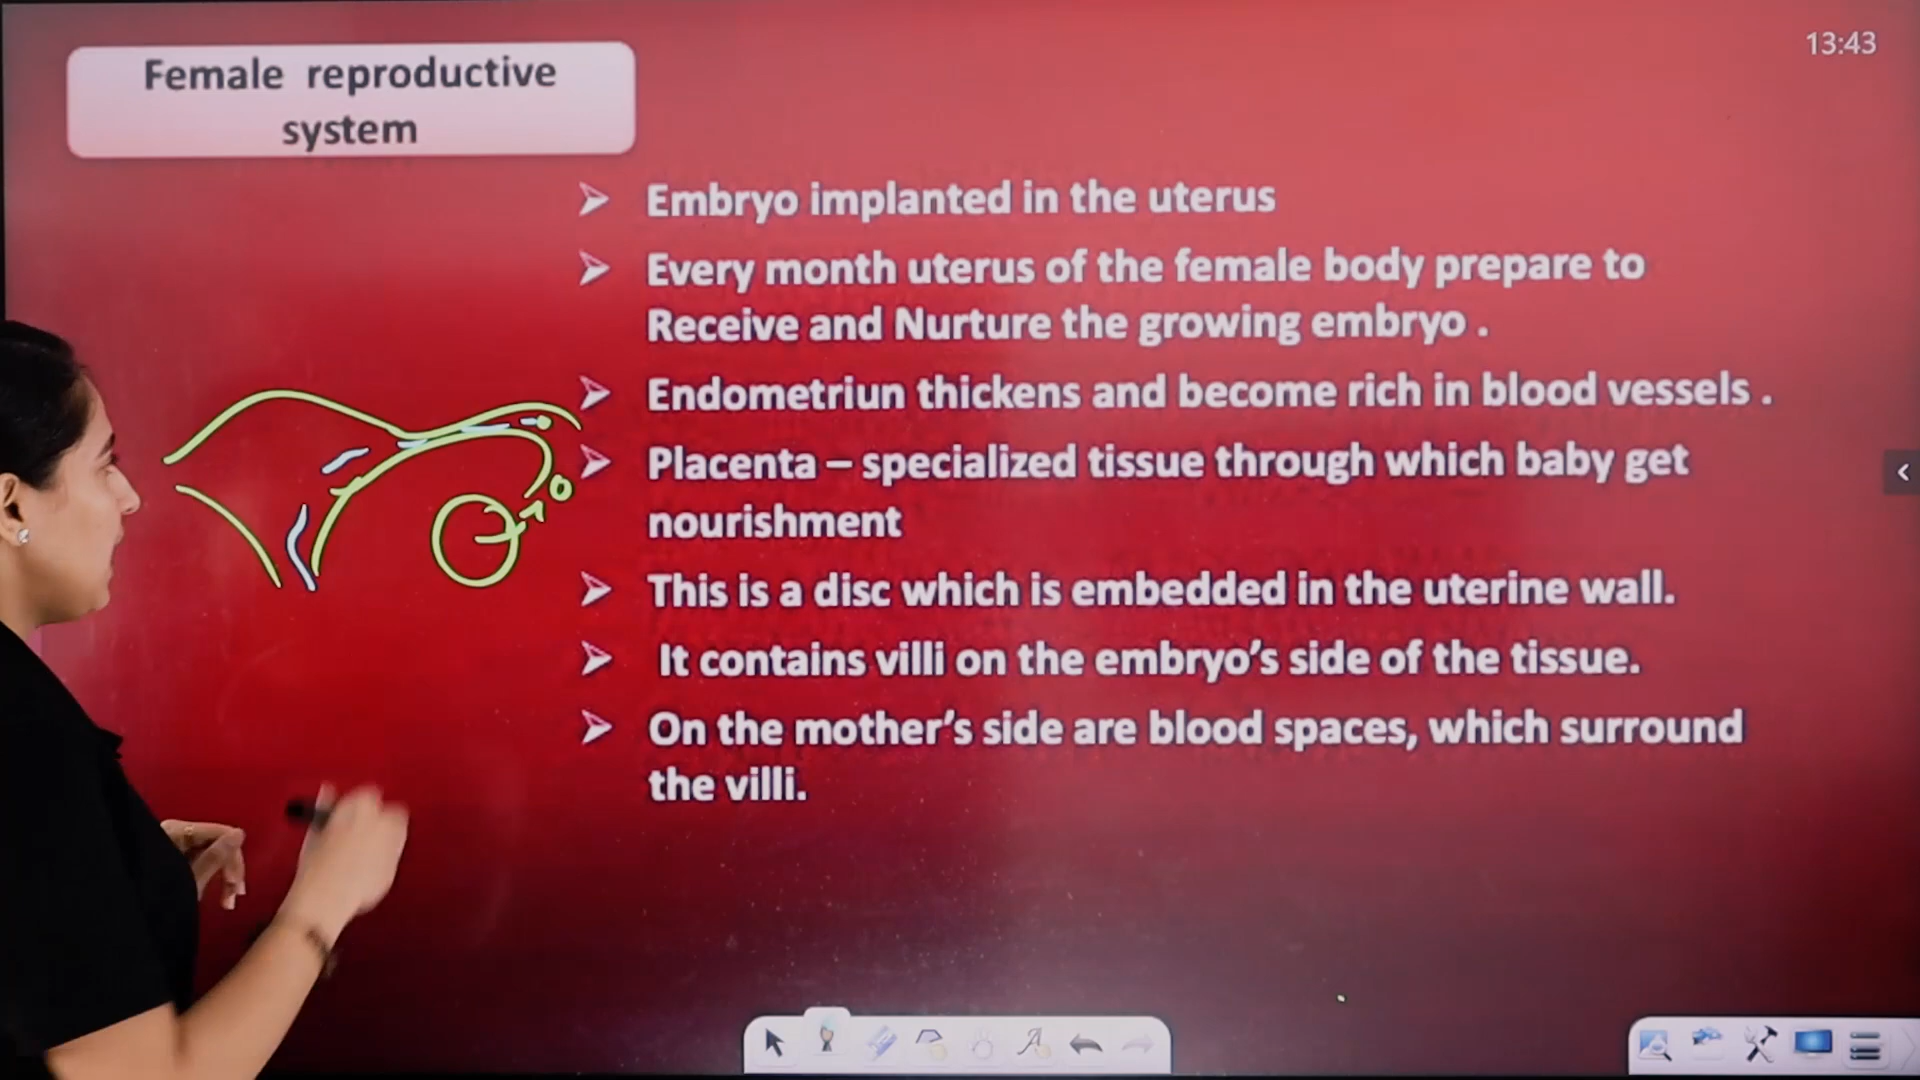 Female reproductive
system
13:43
Embryo implanted in the uterus
Every month uterus of the female body prepare to
Receive and Nurture the growing embryo .
Endometriun thickens and become rich in blood vessels .
Placenta – specialized tissue through which baby get
nourishment
This is a disc which is embedded in the uterine wall.
It contains villi on the embryo's side of the tissue.
On the mother's side are blood spaces, which surround
the villi.